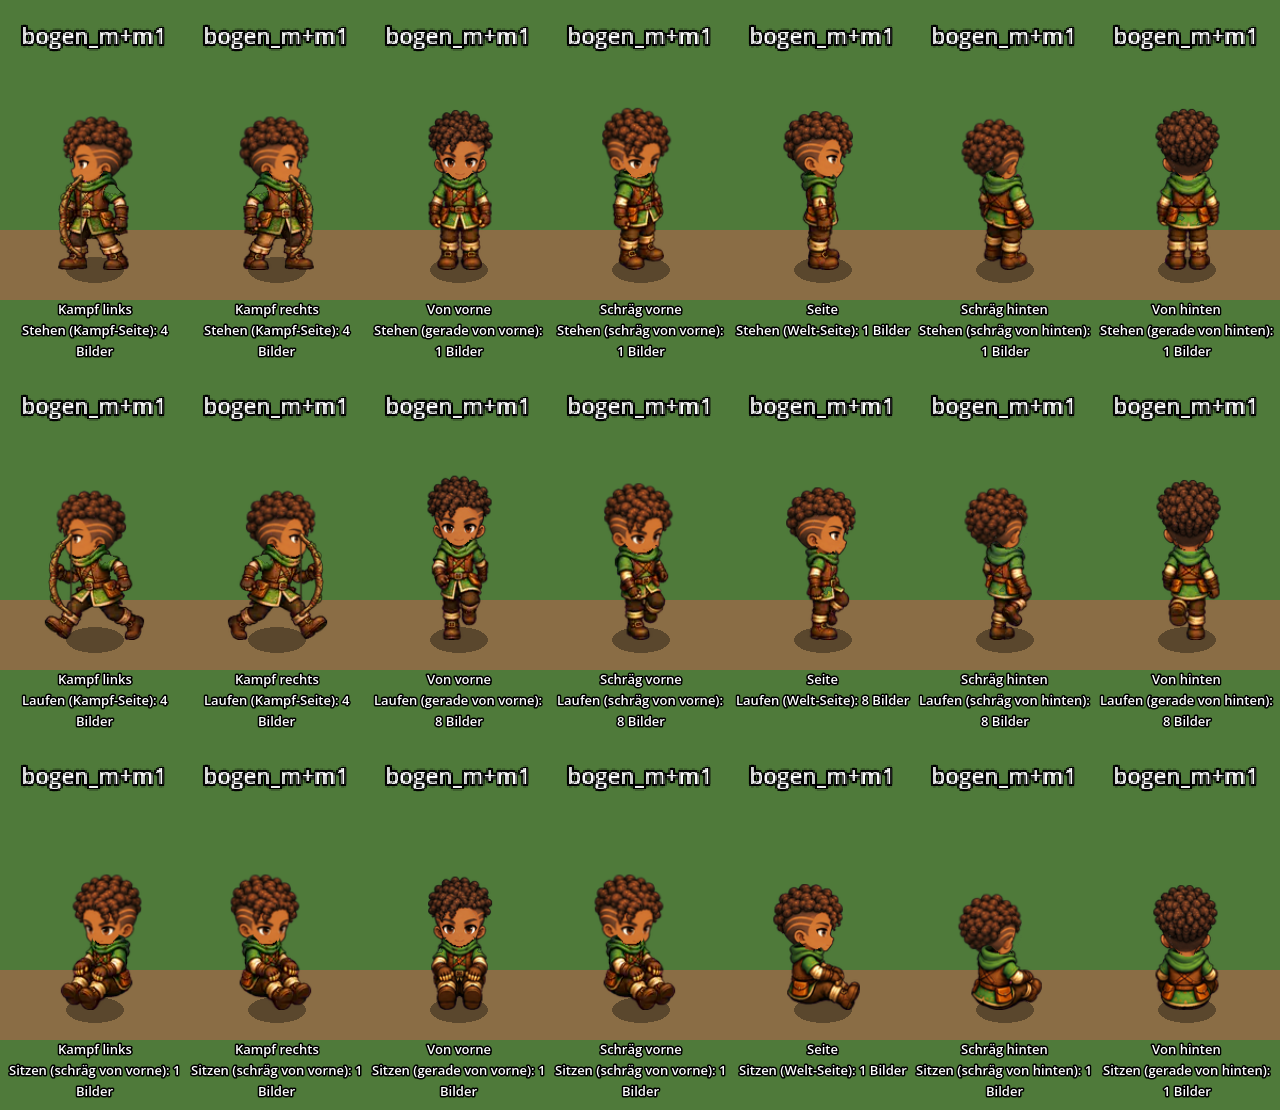 bogen_m+m1 bogen_m+m1 bogen_m+m1 bogen_m+m1 bogen_m+m1 bogen_m+m1 bogen_m+m1
Kampf links Kampf rechts Von vorne Schräg vorne Seite Schräg hinten Von hinten
Stehen (Kampf-Seite): 4 Stehen (Kampf-Seite): 4 Stehen (gerade von vorne): Stehen (schräg von vorne): Stehen (Welt-Seite): 1 Bilder Stehen (schräg von hinten): Stehen (gerade von hinten):
Bilder Bilder 1 Bilder 1 Bilder 1 Bilder 1 Bilder
bogen_m+m1 bogen_m+m1 bogen_m+m1 bogen_m+m1 bogen_m+m1 bogen_m+m1 bogen_m+m1
Kampf links Kampf rechts Von vorne Schräg vorne Seite Schräg hinten Von hinten
Laufen (Kampf-Seite): 4 Laufen (Kampf-Seite): 4 Laufen (gerade von vorne): Laufen (schräg von vorne): Laufen (Welt-Seite): 8 Bilder Laufen (schräg von hinten): Laufen (gerade von hinten):
Bilder Bilder 8 Bilder 8 Bilder 8 Bilder 8 Bilder
bogen_m+m1 bogen_m+m1 bogen_m+m1 bogen_m+m1 bogen_m+m1 bogen_m+m1 bogen_m+m1
Kampf links Kampf rechts Von vorne Schräg vorne Seite Schräg hinten Von hinten
Sitzen (schräg von vorne): 1 Sitzen (schräg von vorne): 1 Sitzen (gerade von vorne): 1 Sitzen (schräg von vorne): 1 Sitzen (Welt-Seite): 1 Bilder Sitzen (schräg von hinten): 1 Sitzen (gerade von hinten):
Bilder Bilder Bilder Bilder Bilder 1 Bilder